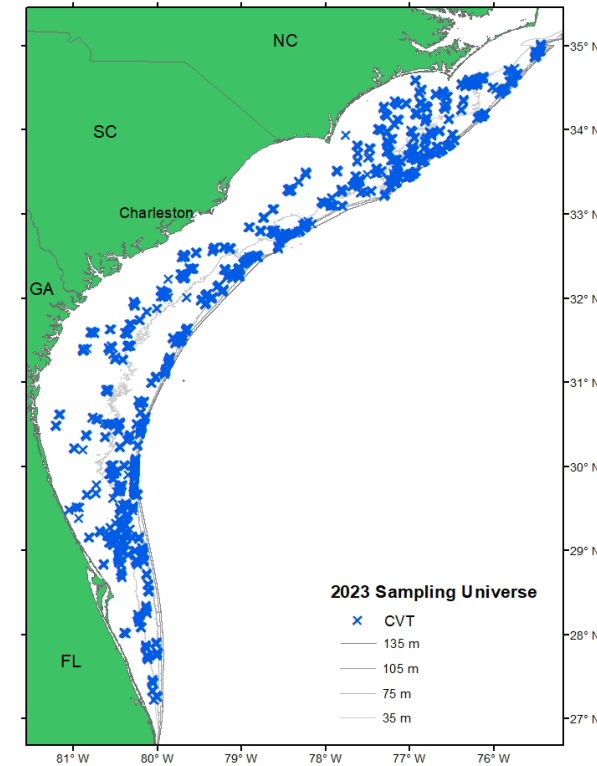 NC
SC
Charleston
GA
FL
2023 Sampling Universe
CVT
135 m
105 m
75 m
35 m
35° N
34° N
33° N
32° N
31° N
30° N
29° N
28° N
27° N
81° W
80° W
79° W
78° W
77° W
76° W